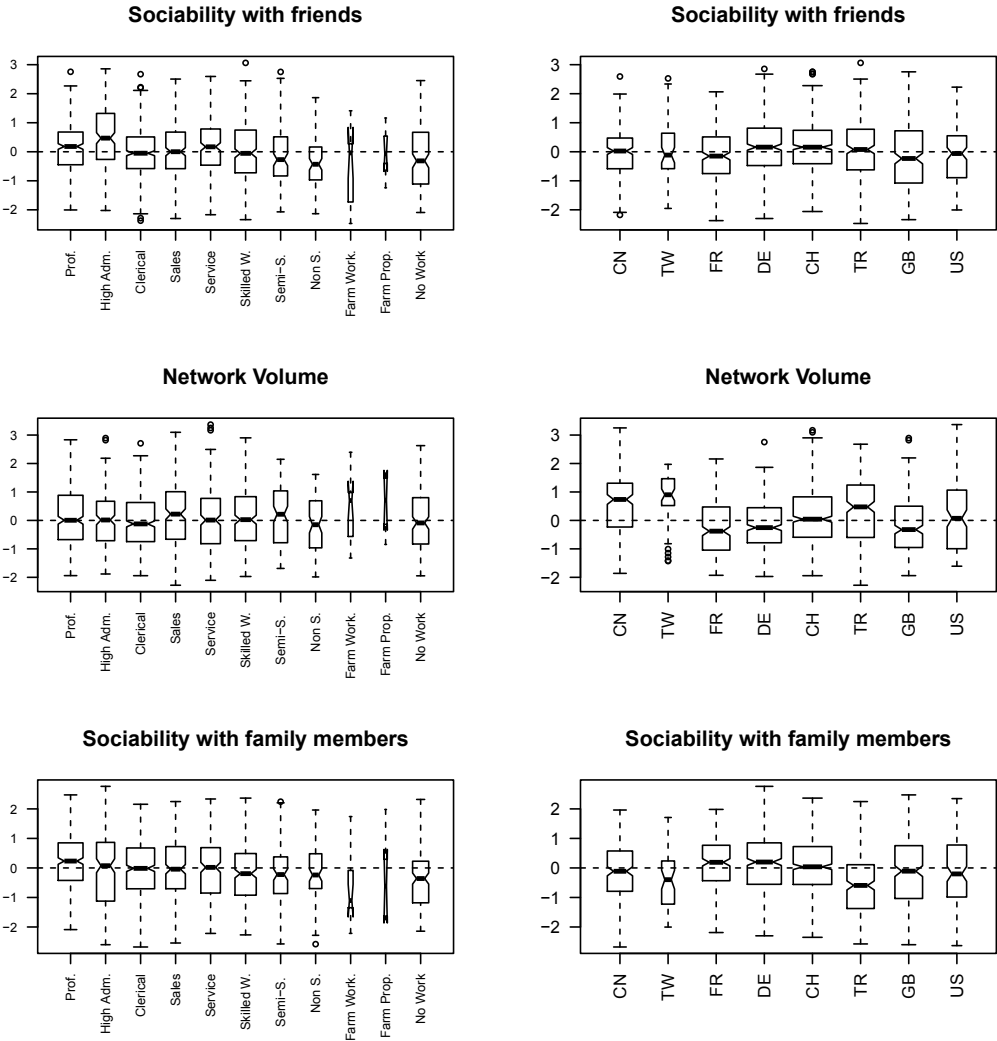 Sociability with friends
3
2
1
0
−1
−2
Prof.
High Adm.
Clerical
Sales
Service
Skilled W.
Semi−S.
Non S.
Farm Work.
Farm Prop.
No Work
Sociability with friends
3
2
1
0
−1
−2
CN
TW
FR
DE
CH
TR
GB
US
Network Volume
3
2
1
0
−1
−2
Prof.
High Adm.
Clerical
Sales
Service
Skilled W.
Semi−S.
Non S.
Farm Work.
Farm Prop.
No Work
Network Volume
3
2
1
0
−1
−2
CN
TW
FR
DE
CH
TR
GB
US
Sociability with family members
2
1
0
−1
−2
Prof.
High Adm.
Clerical
Sales
Service
Skilled W.
Semi−S.
Non S.
Farm Work.
Farm Prop.
No Work
Sociability with family members
2
1
0
−1
−2
CN
TW
FR
DE
CH
TR
GB
US